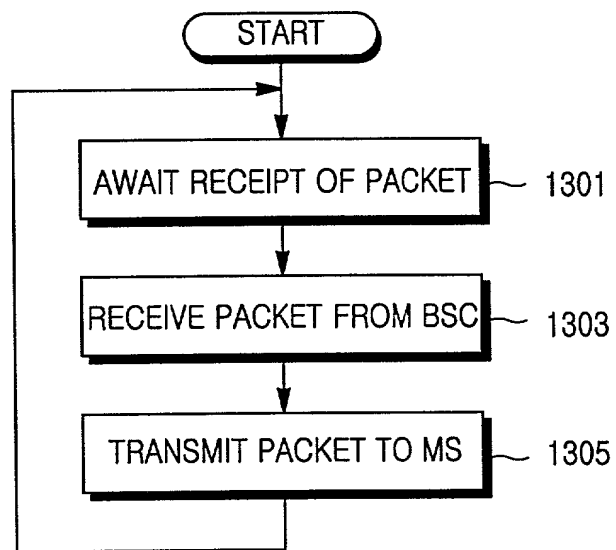 START
AWAIT RECEIPT OF PACKET
1301
RECEIVE PACKET FROM BSC
1303
TRANSMIT PACKET TO MS
1305